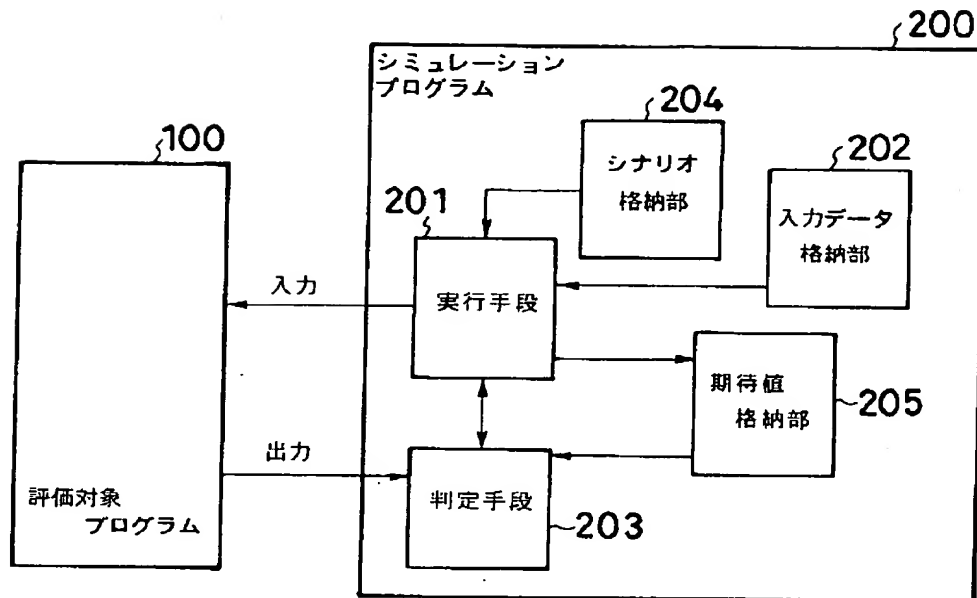 200
シミュレーション
プログラム
204
シナリオ
格納部
202
入力データ
格納部
100
201
実行手段
入力
期待値
格納部
205
出力
判定手段
203
評価対象
プログラム